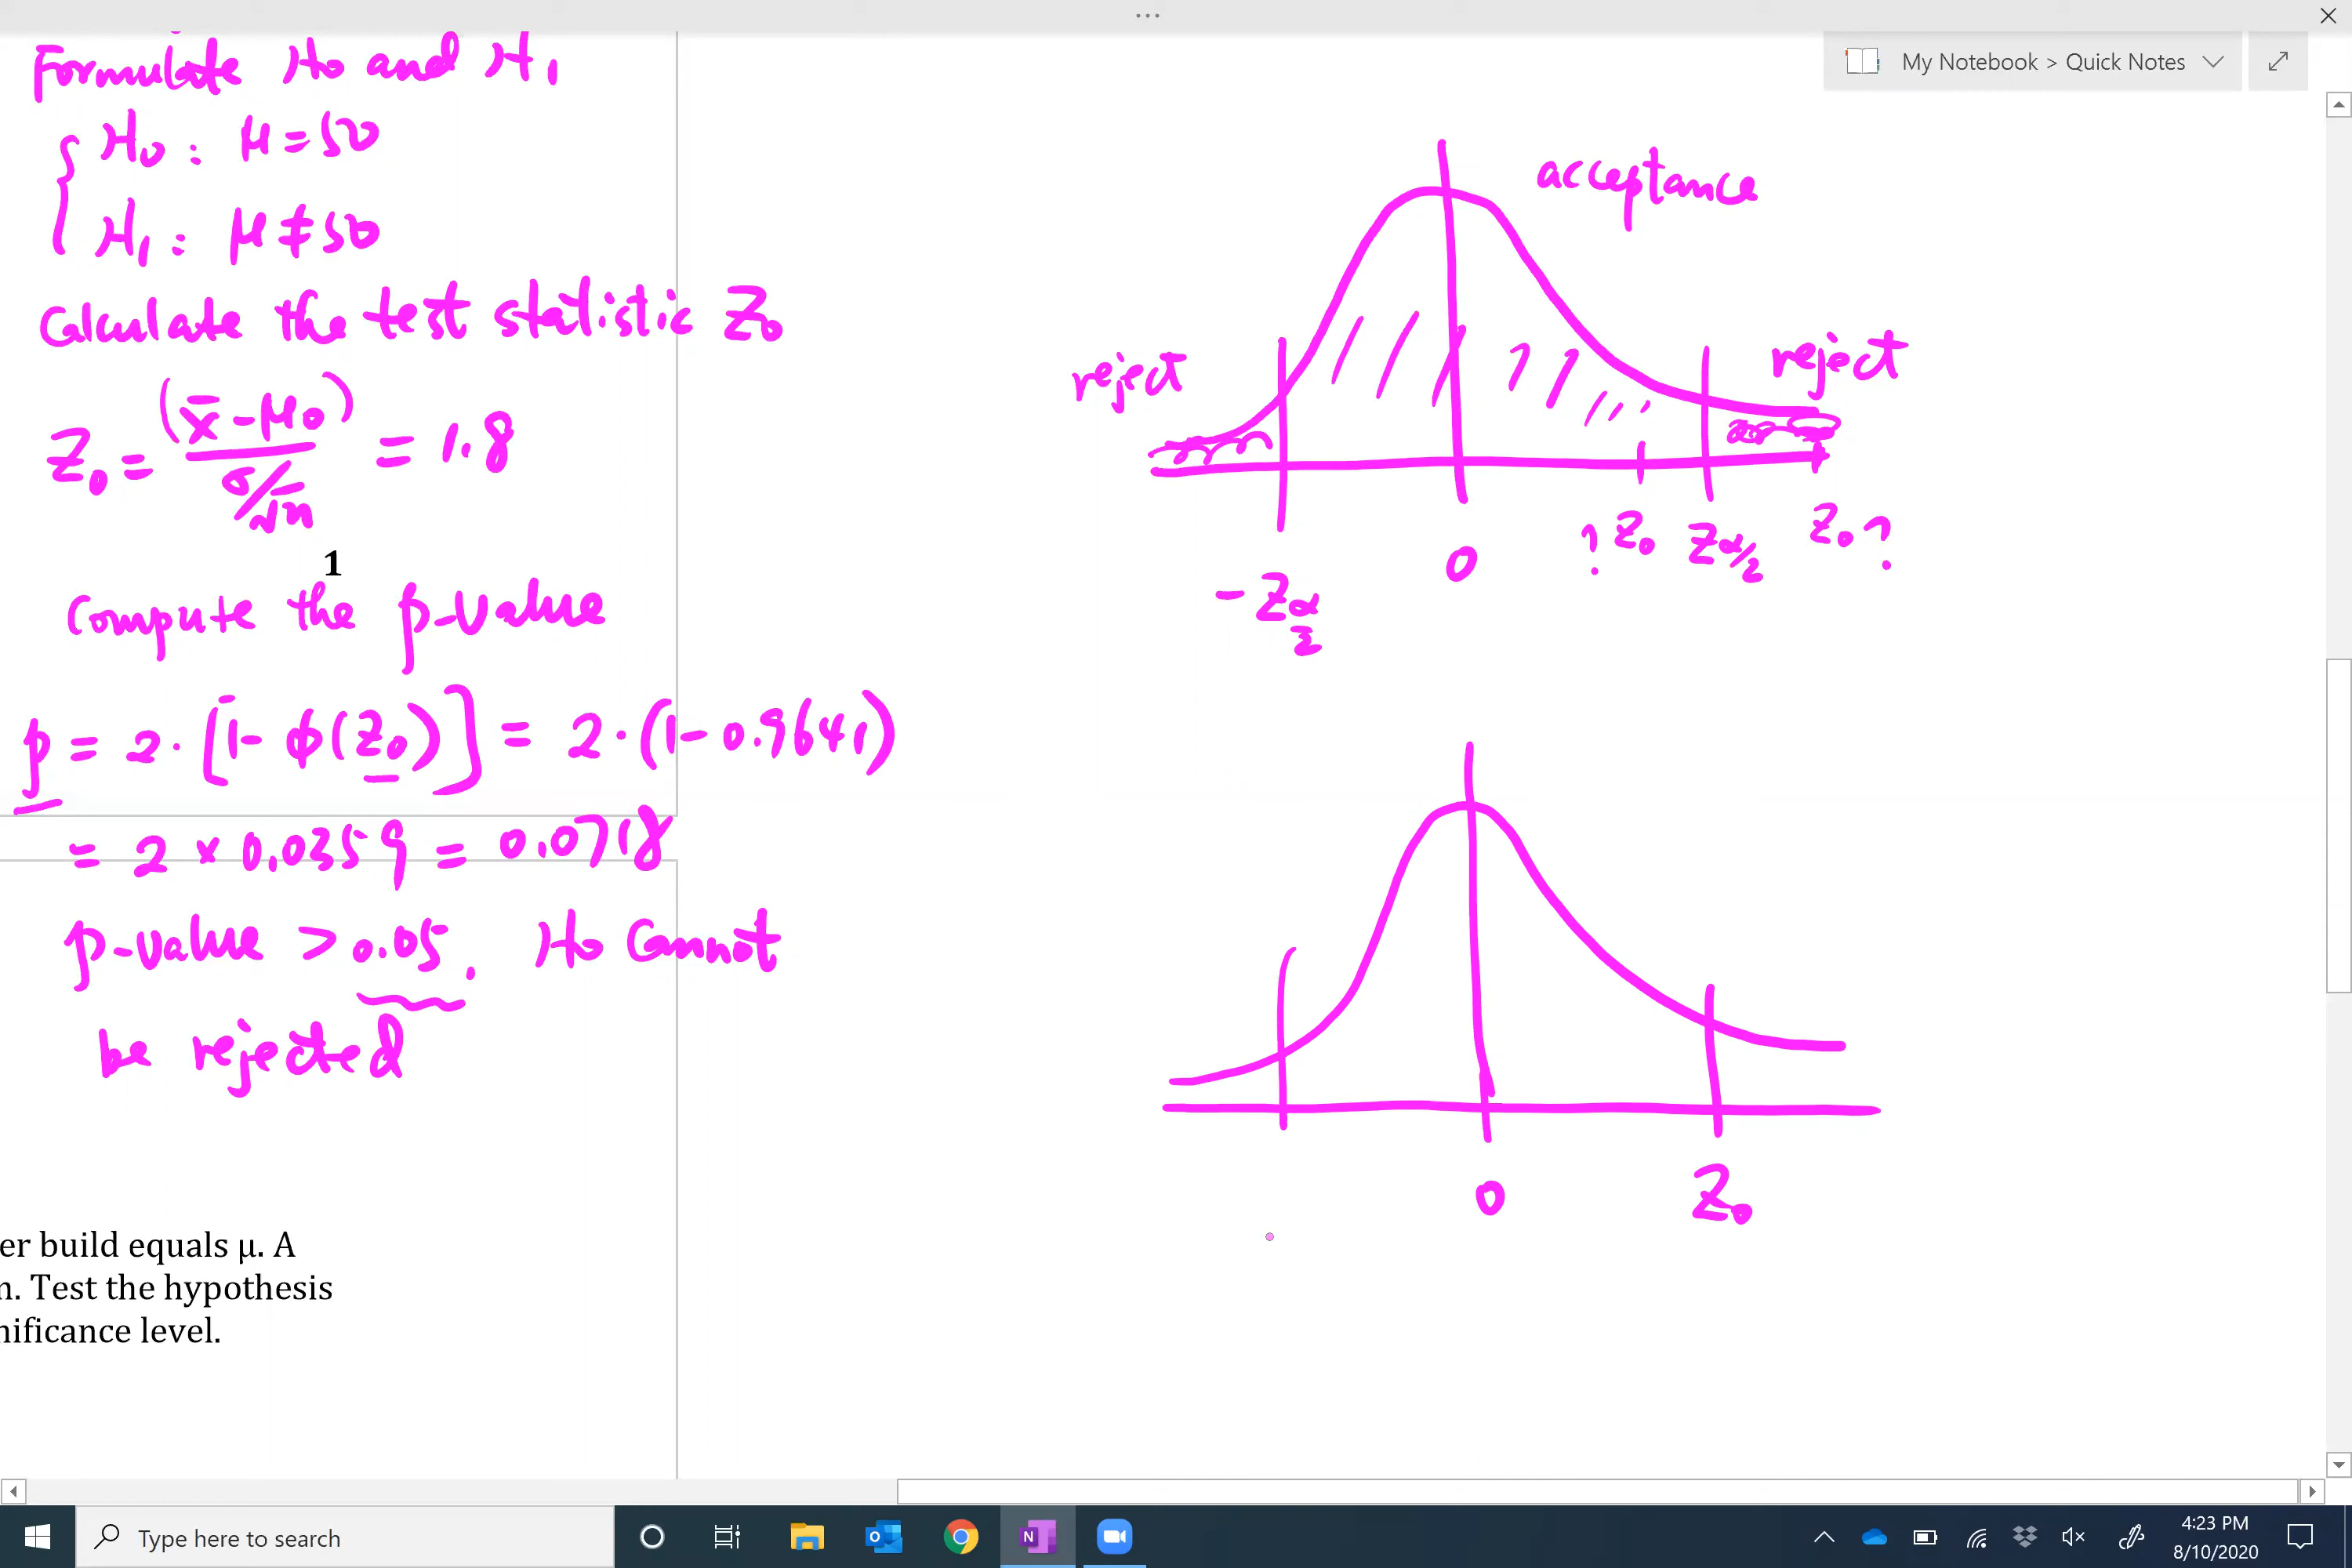 ...
My Notebook > Quick Notes
Formulate H0 and H1
H0: μ=50
H1: μ≠50
Calculate the test statistic Z0
Z0 = (x̄-μ0) / σ/√n = 1.8
1
Compute the p-value
p = 2·[1-Φ(Z0)] = 2·(1-0.9641)
= 2 × 0.0359 = 0.0718
p-value > 0.05. H0 cannot
be rejected
er build equals μ. A
n. Test the hypothesis
nificance level.
acceptance
reject
reject
-Zα/2
0
? Z0
Zα/2
Z0 ?
0
Z0
Type here to search
4:23 PM
8/10/2020